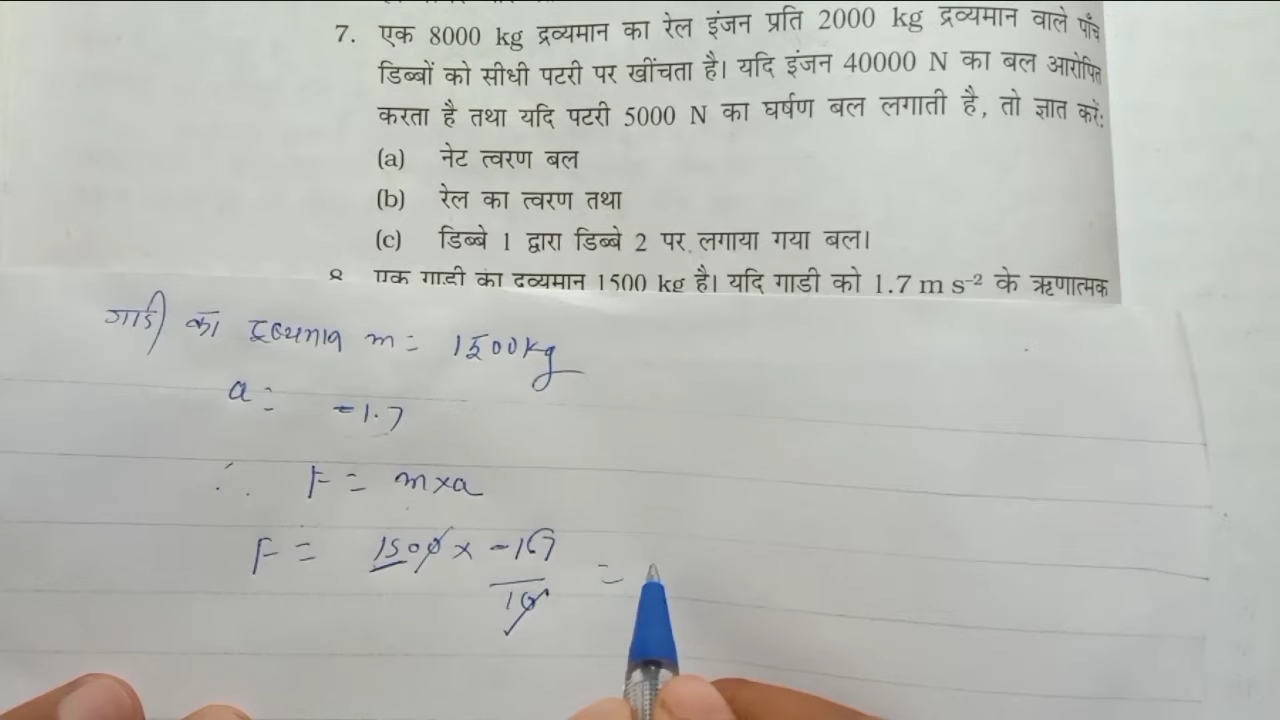 7. एक 8000 kg द्रव्यमान का रेल इंजन प्रति 2000 kg द्रव्यमान वाले पाँच
डिब्बों को सीधी पटरी पर खींचता है। यदि इंजन 40000 N का बल आरोपित
करता है तथा यदि पटरी 5000 N का घर्षण बल लगाती है, तो ज्ञात करें:
(a) नेट त्वरण बल
(b) रेल का त्वरण तथा
(c) डिब्बे 1 द्वारा डिब्बे 2 पर लगाया गया बल।
8 एक गाड़ी का द्रव्यमान 1500 kg है। यदि गाड़ी को 1.7 m s⁻² के ऋणात्मक
गाडी का द्रव्यमान m = 1500kg
a = -1.7
∴ F = m×a
F = 1500 × -17/10 =